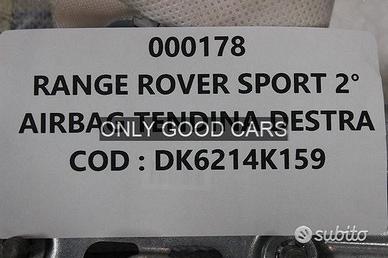 000178
RANGE ROVER SPORT 2°
AIRBAG TENDINA DESTRA
ONLY GOOD CARS
COD : DK6214K159
subito